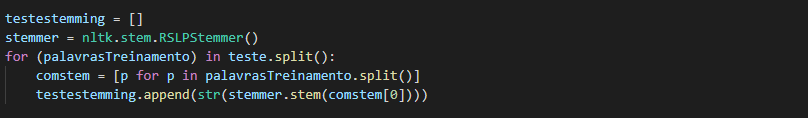 testestemming = []
stemmer = nltk.stem.RSLPStemmer()
for (palavrasTreinamento) in teste.split():
    comstem = [p for p in palavrasTreinamento.split()]
    testestemming.append(str(stemmer.stem(comstem[0])))